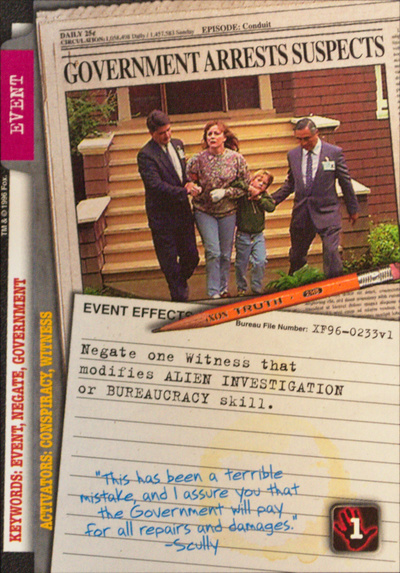 DAILY 25¢
EPISODE: Conduit
GOVERNMENT ARRESTS SUSPECTS
EVENT
TM & © 1996 Fox.
KEYWORDS: EVENT, NEGATE, GOVERNMENT
ACTIVATORS: CONSPIRACY, WITNESS
TRUTH
EVENT EFFECTS
Bureau File Number: XF96-0233v1
Negate one Witness that
modifies ALIEN INVESTIGATION
or BUREAUCRACY skill.
"This has been a terrible
mistake, and I assure you that
the Government will pay
for all repairs and damages."
-Scully
1